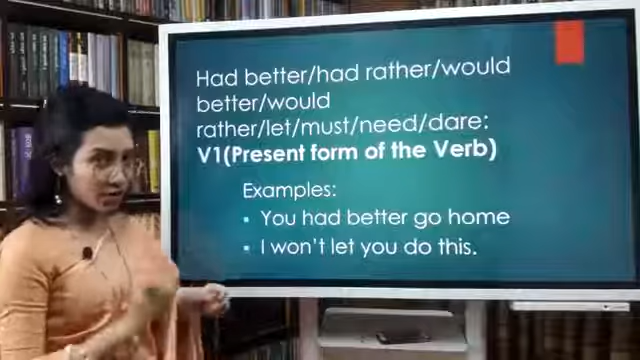 Had better/had rather/would
better/would
rather/let/must/need/dare:
V1(Present form of the Verb)
Examples:
▪ You had better go home
▪ I won't let you do this.